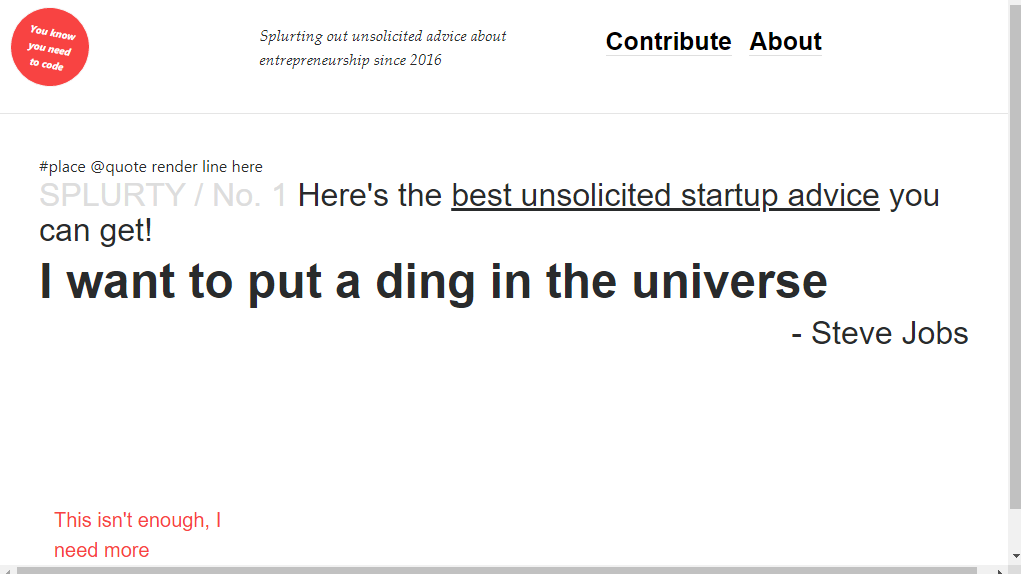 You know
you need
to code
Splurting out unsolicited advice about
entrepreneurship since 2016
Contribute About
#place @quote render line here
SPLURTY / No. 1 Here's the best unsolicited startup advice you
can get!
I want to put a ding in the universe
- Steve Jobs
This isn't enough, I
need more